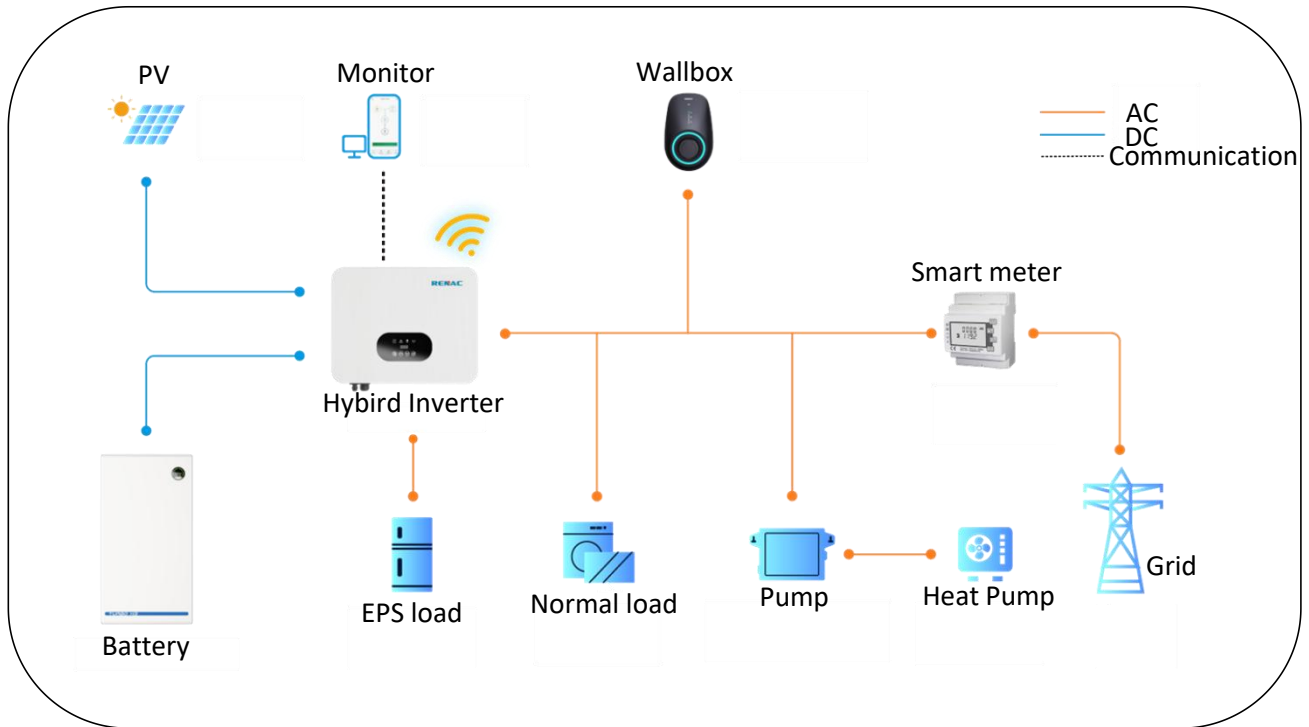 PV
Monitor
Wallbox
AC
DC
Communication
RENAC
Smart meter
Hybird Inverter
EPS load
Normal load
Pump
Heat Pump
Grid
Battery